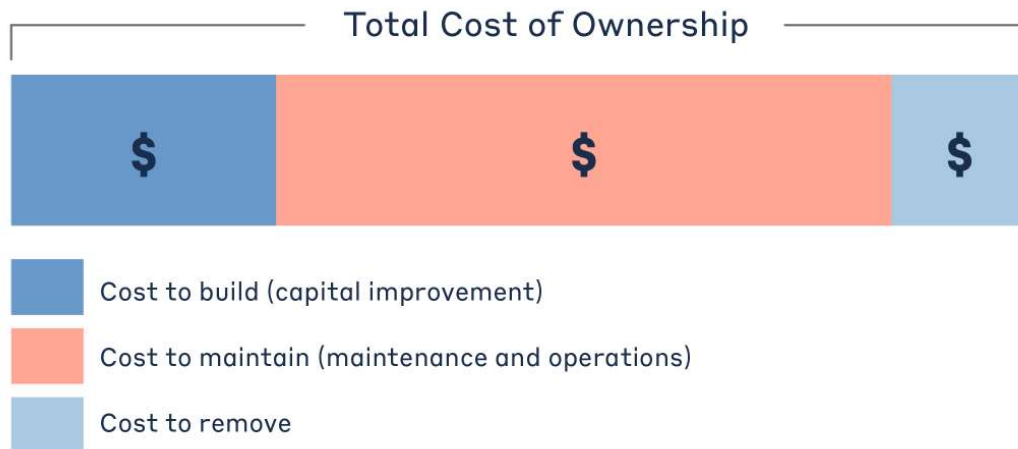 Total Cost of Ownership
$ $ $
Cost to build (capital improvement)
Cost to maintain (maintenance and operations)
Cost to remove